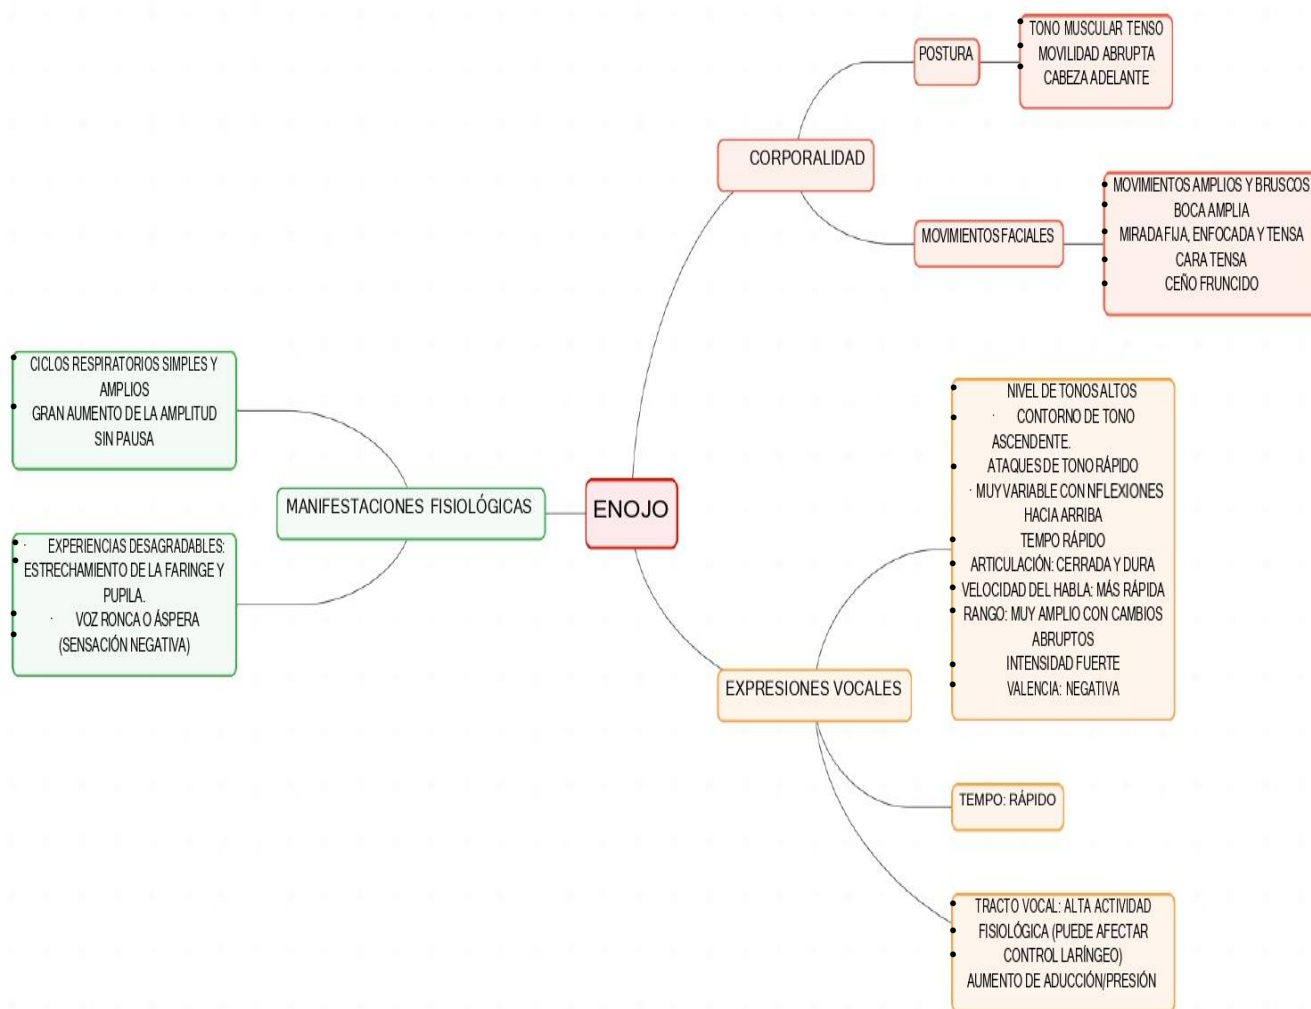 ENOJO
CORPORALIDAD
POSTURA
• TONO MUSCULAR TENSO
• MOVILIDAD ABRUPTA
• CABEZA ADELANTE
MOVIMIENTOS FACIALES
• MOVIMIENTOS AMPLIOS Y BRUSCOS
• BOCA AMPLIA
• MIRADA FIJA, ENFOCADA Y TENSA
• CARA TENSA
• CEÑO FRUNCIDO
EXPRESIONES VOCALES
• NIVEL DE TONOS ALTOS
• · CONTORNO DE TONO
ASCENDENTE.
• ATAQUES DE TONO RÁPIDO
· MUY VARIABLE CON NFLEXIONES
HACIA ARRIBA
• TEMPO RÁPIDO
• ARTICULACIÓN: CERRADA Y DURA
• VELOCIDAD DEL HABLA: MÁS RÁPIDA
• RANGO: MUY AMPLIO CON CAMBIOS
ABRUPTOS
• INTENSIDAD FUERTE
• VALENCIA: NEGATIVA
TEMPO: RÁPIDO
• TRACTO VOCAL: ALTA ACTIVIDAD
• FISIOLÓGICA (PUEDE AFECTAR
• CONTROL LARÍNGEO)
AUMENTO DE ADUCCIÓN/PRESIÓN
MANIFESTACIONES FISIOLÓGICAS
• CICLOS RESPIRATORIOS SIMPLES Y
AMPLIOS
• GRAN AUMENTO DE LA AMPLITUD
SIN PAUSA
• · EXPERIENCIAS DESAGRADABLES:
• ESTRECHAMIENTO DE LA FARINGE Y
PUPILA.
• · VOZ RONCA O ÁSPERA
• (SENSACIÓN NEGATIVA)